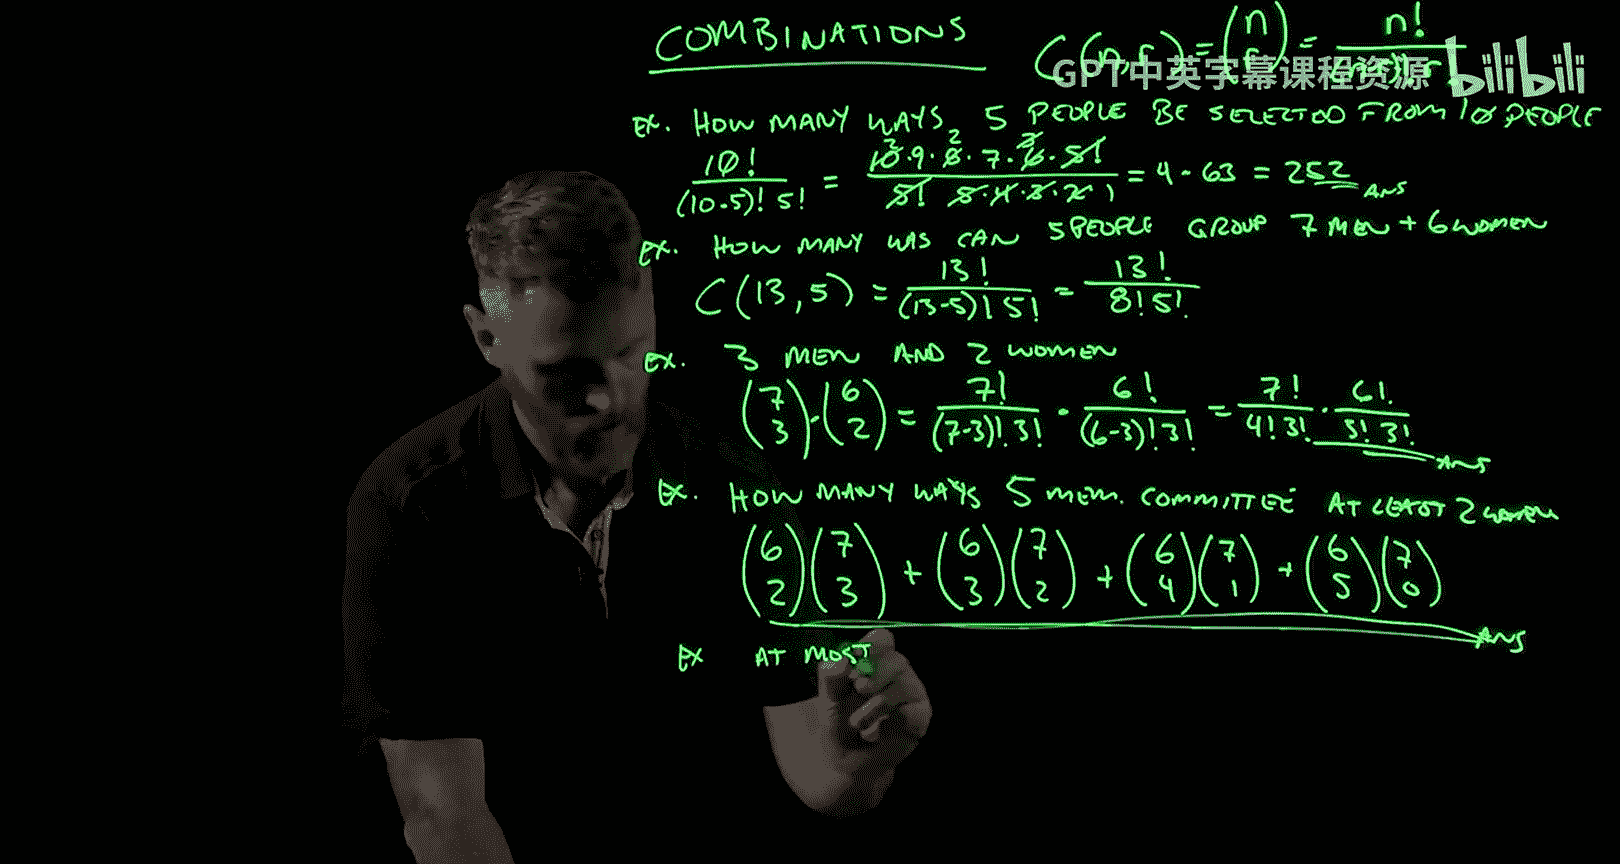 COMBINATIONS C(n,r) = (n r) = n! / (n-r)! r!
GPT中英字幕课程资源 bilibili
EX. HOW MANY WAYS, 5 PEOPLE BE SELECTED FROM 10 PEOPLE
10! / (10-5)! 5! = 10·9·8·7·6·5! / 5! 5·4·3·2·1 = 4 · 63 = 252 ANS
EX. HOW MANY WAS CAN 5 PEOPLE GROUP 7 MEN + 6 WOMEN
C(13,5) = 13! / (13-5)! 5! = 13! / 8! 5!
EX. 3 MEN AND 2 WOMEN
(7 3)·(6 2) = 7! / (7-3)! 3! · 6! / (6-3)! 3! = 7! / 4! 3! · 6! / 3! 3! ANS
EX. HOW MANY WAYS 5 MEM. COMMITTEE AT LEAST 2 WOMEN
(6 2)(7 3) + (6 3)(7 2) + (6 4)(7 1) + (6 5)(7 0) ANS
EX AT MOST